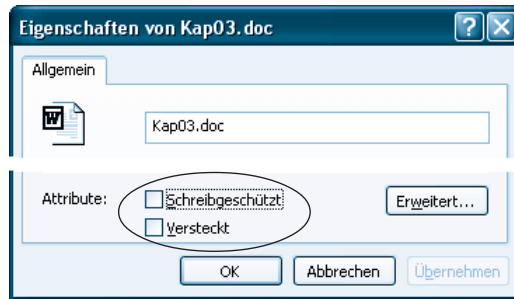 Eigenschaften von Kap03.doc
Allgemein
Kap03.doc
Attribute:
Schreibgeschützt
Erweitert...
Versteckt
OK
Abbrechen
Übernehmen